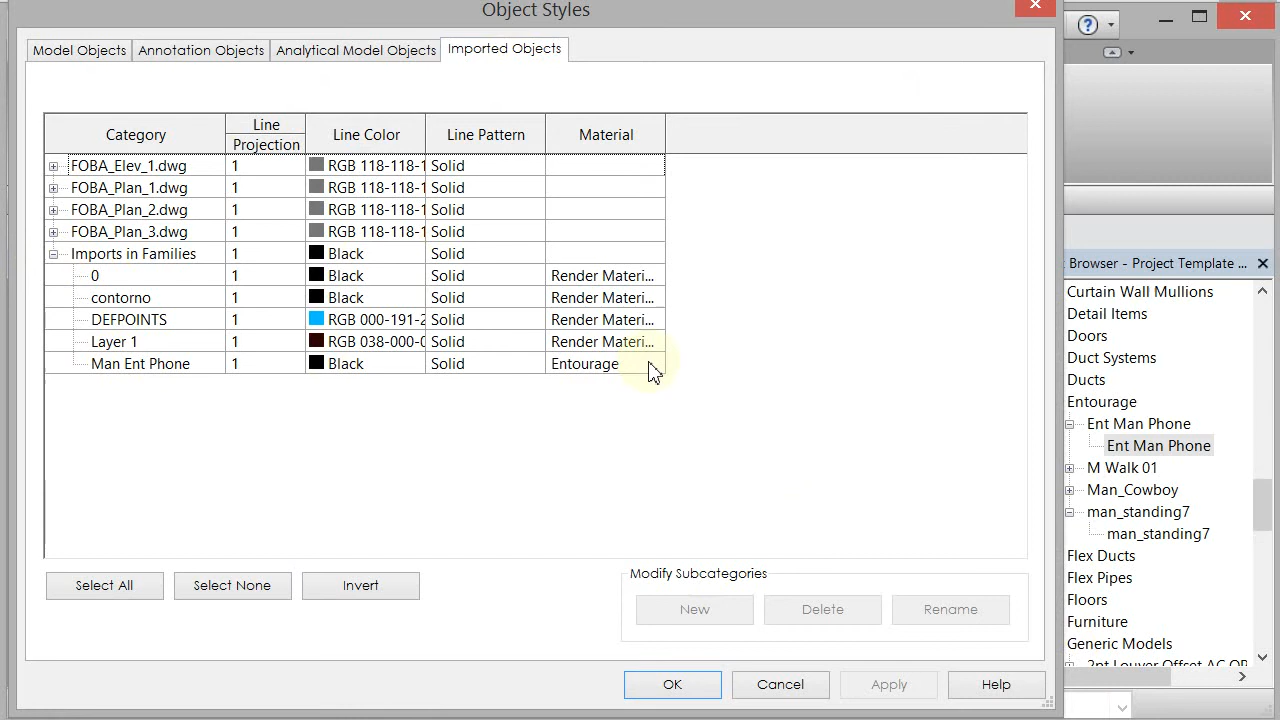 Object Styles
Model Objects Annotation Objects Analytical Model Objects Imported Objects
Category Line Projection Line Color Line Pattern Material
FOBA_Elev_1.dwg 1 RGB 118-118-1 Solid
FOBA_Plan_1.dwg 1 RGB 118-118-1 Solid
FOBA_Plan_2.dwg 1 RGB 118-118-1 Solid
FOBA_Plan_3.dwg 1 RGB 118-118-1 Solid
Imports in Families 1 Black Solid
0 1 Black Solid Render Materi...
contorno 1 Black Solid Render Materi...
DEFPOINTS 1 RGB 000-191-2 Solid Render Materi...
Layer 1 1 RGB 038-000-0 Solid Render Materi...
Man Ent Phone 1 Black Solid Entourage
Select All Select None Invert
Modify Subcategories
New Delete Rename
OK Cancel Apply Help
Browser - Project Template ...
Curtain Wall Mullions
Detail Items
Doors
Duct Systems
Ducts
Entourage
Ent Man Phone
Ent Man Phone
M Walk 01
Man_Cowboy
man_standing7
man_standing7
Flex Ducts
Flex Pipes
Floors
Furniture
Generic Models